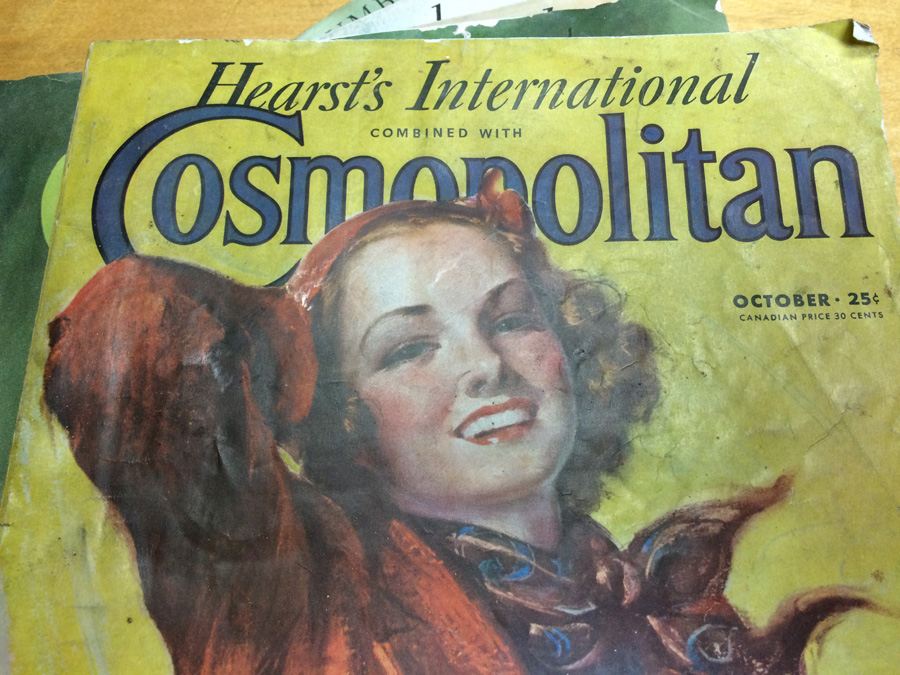 Hearst's International
COMBINED WITH
Cosmopolitan
OCTOBER · 25¢
CANADIAN PRICE 30 CENTS